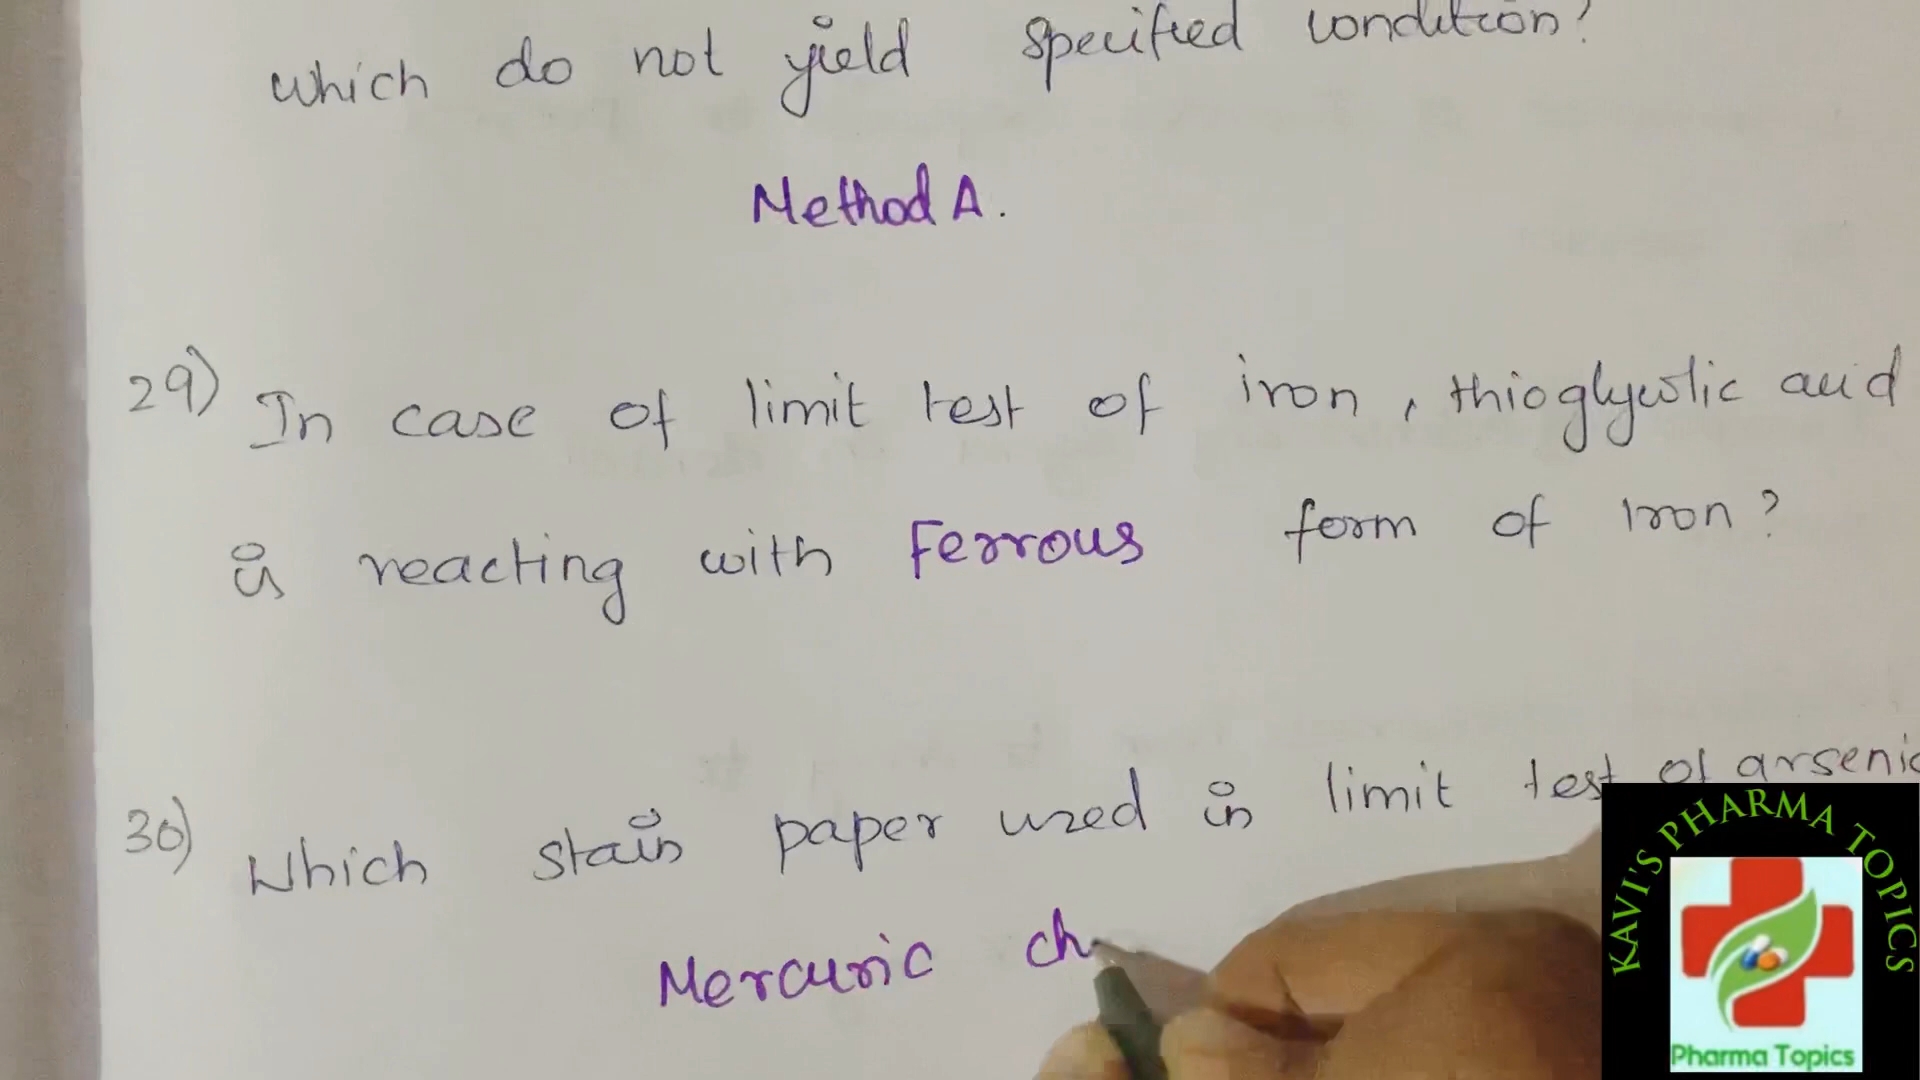 which do not yield specified condition?
Method A.
29) In case of limit test of iron, thioglycolic acid
is reacting with Ferrous form of iron?
30) Which stain paper used in limit test of arsenic
Mercuric ch
KAVI'S PHARMA TOPICS
Pharma Topics